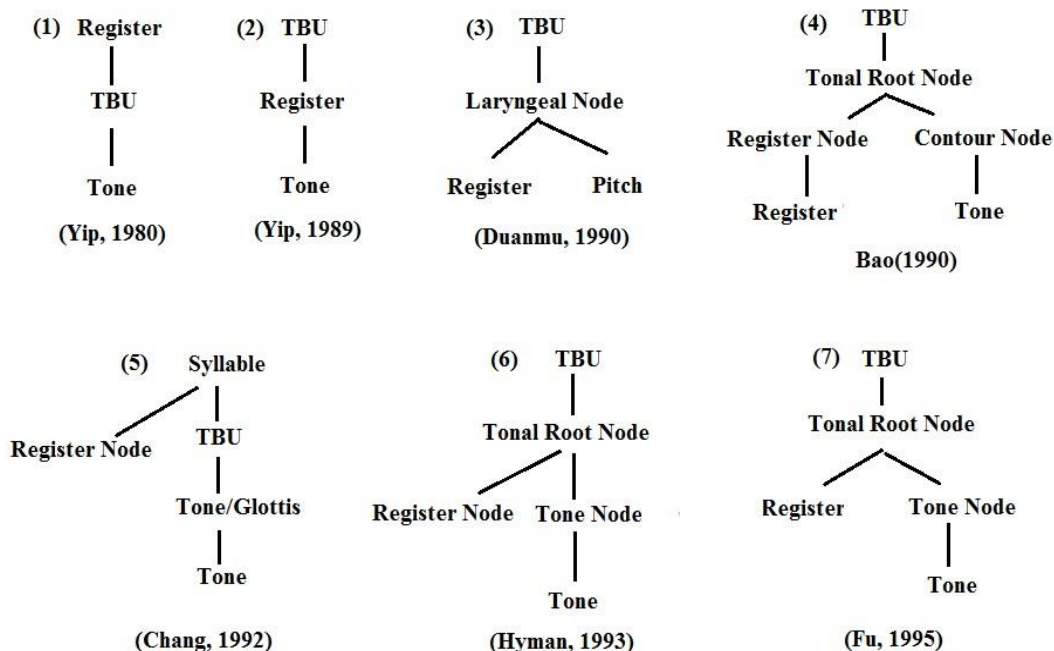 (1) Register
TBU
Tone
(Yip, 1980)
(2) TBU
Register
Tone
(Yip, 1989)
(3) TBU
Laryngeal Node
Register Pitch
(Duanmu, 1990)
(4) TBU
Tonal Root Node
Register Node Contour Node
Register Tone
Bao(1990)
(5) Syllable
Register Node TBU
Tone/Glottis
Tone
(Chang, 1992)
(6) TBU
Tonal Root Node
Register Node Tone Node
Tone
(Hyman, 1993)
(7) TBU
Tonal Root Node
Register Tone Node
Tone
(Fu, 1995)